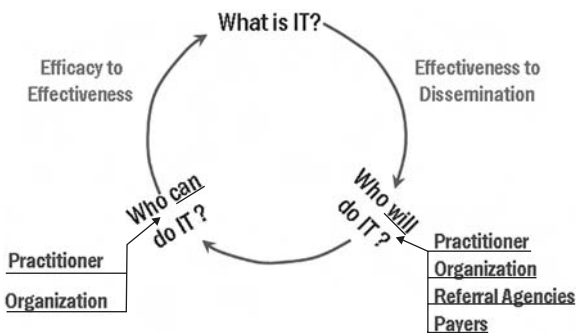 What is IT?
Efficacy to
Effectiveness
Effectiveness to
Dissemination
Who can
do IT?
Who will
do IT?
Practitioner
Organization
Practitioner
Organization
Referral Agencies
Payers